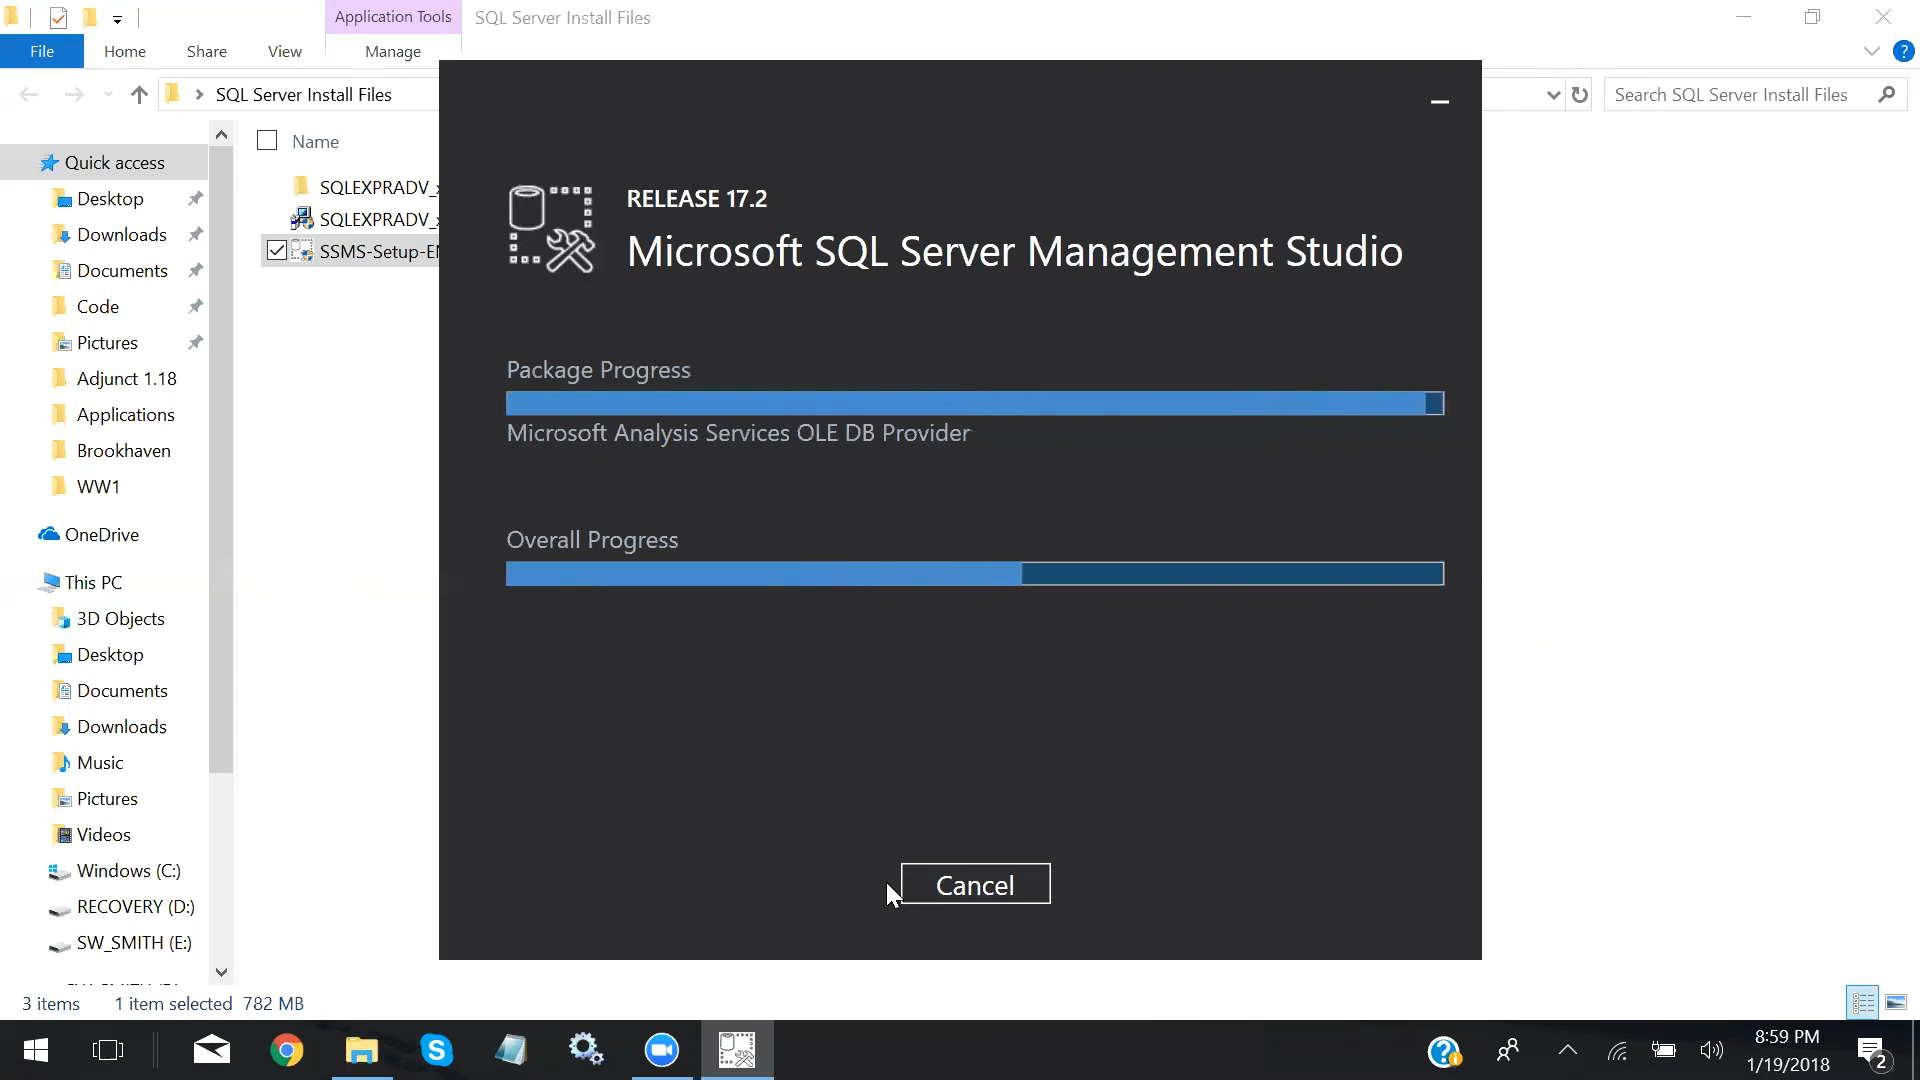 Application Tools
SQL Server Install Files
File
Home
Share
View
Manage
SQL Server Install Files
Search SQL Server Install Files
Name
Quick access
Desktop
Downloads
Documents
Code
Pictures
Adjunct 1.18
Applications
Brookhaven
WW1
OneDrive
This PC
3D Objects
Desktop
Documents
Downloads
Music
Pictures
Videos
Windows (C:)
RECOVERY (D:)
SW_SMITH (E:)
SQLEXPRADV_
SQLEXPRADV_
SSMS-Setup-E
RELEASE 17.2
Microsoft SQL Server Management Studio
Package Progress
Microsoft Analysis Services OLE DB Provider
Overall Progress
Cancel
3 items 1 item selected 782 MB
8:59 PM
1/19/2018
2